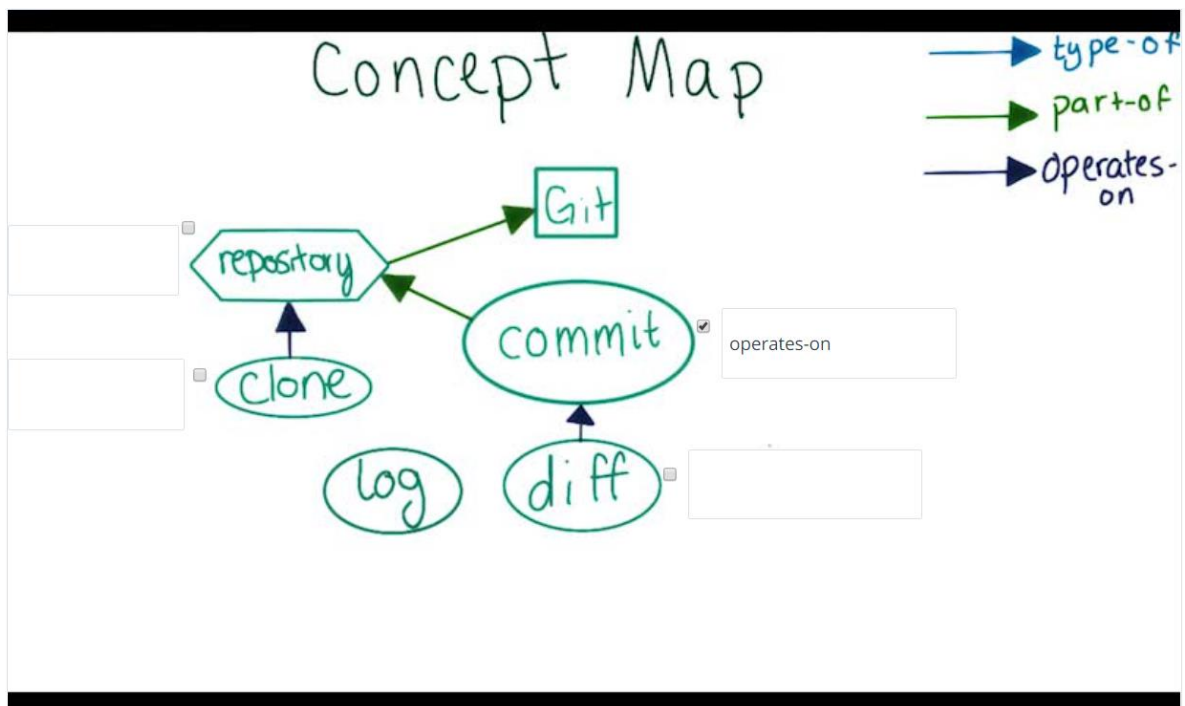 Concept Map
type-of
part-of
operates-
on
Git
repository
commit
operates-on
clone
log
diff